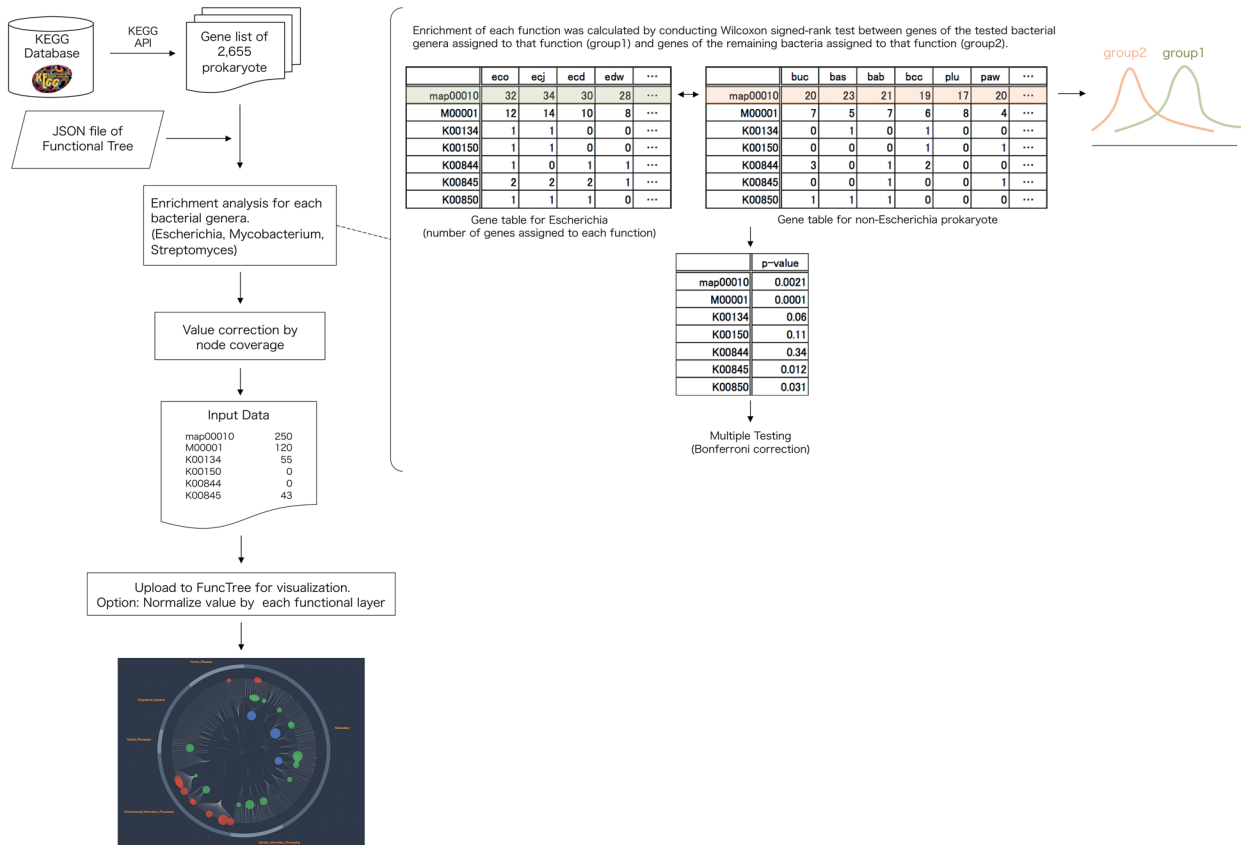 KEGG
Database
KEGG
KEGG
API
Gene list of
2,655
prokaryote
JSON file of
Functional Tree
Enrichment analysis for each
bacterial genera.
(Escherichia, Mycobacterium,
Streptomyces)
Value correction by
node coverage
Input Data
map00010 250
M00001 120
K00134 55
K00150 0
K00844 0
K00845 43
Upload to FuncTree for visualization.
Option: Normalize value by each functional layer
Human_Diseases
Organismal_Systems
Metabolism
Cellular_Processes
Environmental_Information_Processing
Genetic_Information_Processing
Enrichment of each function was calculated by conducting Wilcoxon signed-rank test between genes of the tested bacterial
genera assigned to that function (group1) and genes of the remaining bacteria assigned to that function (group2).
eco ecj ecd edw …
map00010 32 34 30 28 …
M00001 12 14 10 8 …
K00134 1 1 0 0 …
K00150 1 1 0 0 …
K00844 1 0 1 1 …
K00845 2 2 2 1 …
K00850 1 1 1 0 …
Gene table for Escherichia
(number of genes assigned to each function)
buc bas bab bcc plu paw …
map00010 20 23 21 19 17 20 …
M00001 7 5 7 6 8 4 …
K00134 0 1 0 1 0 0 …
K00150 0 0 0 1 0 1 …
K00844 3 0 1 2 0 0 …
K00845 0 0 1 0 0 1 …
K00850 1 1 1 0 0 0 …
Gene table for non-Escherichia prokaryote
group2 group1
p-value
map00010 0.0021
M00001 0.0001
K00134 0.06
K00150 0.11
K00844 0.34
K00845 0.012
K00850 0.031
Multiple Testing
(Bonferroni correction)